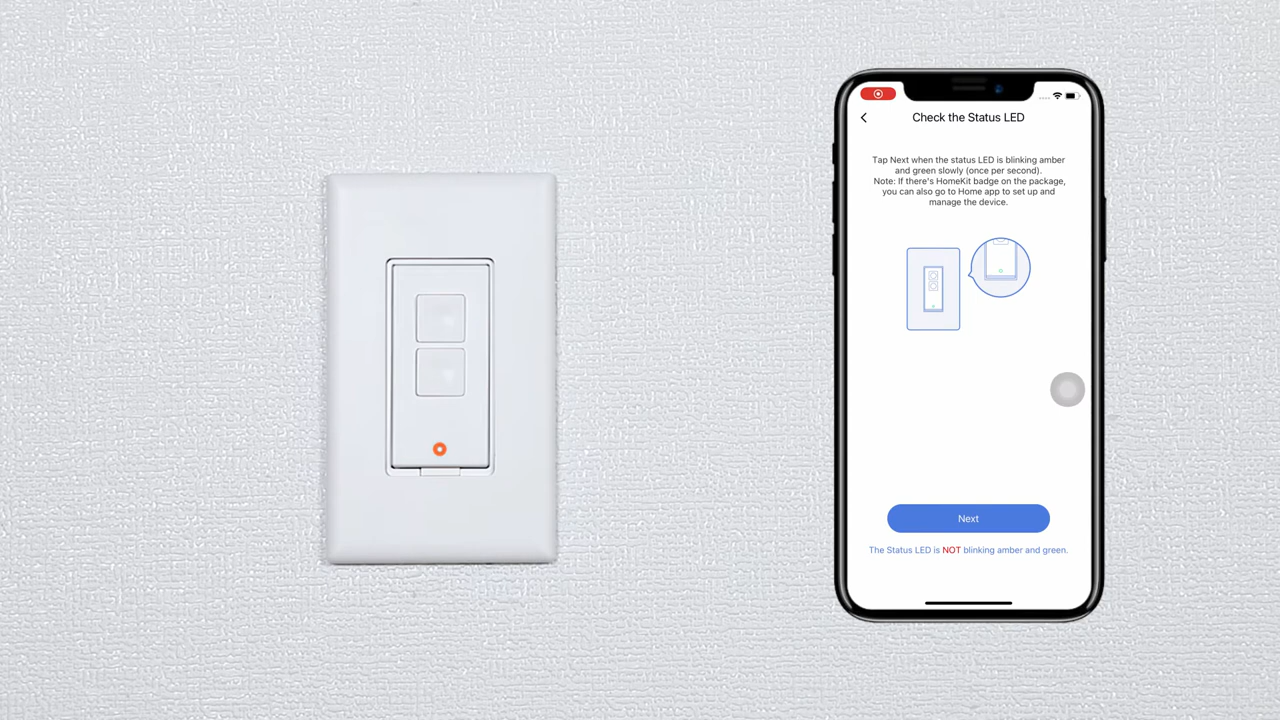 Check the Status LED
Tap Next when the status LED is blinking amber
and green slowly (once per second).
Note: If there's HomeKit badge on the package,
you can also go to Home app to set up and
manage the device.
Next
The Status LED is NOT blinking amber and green.